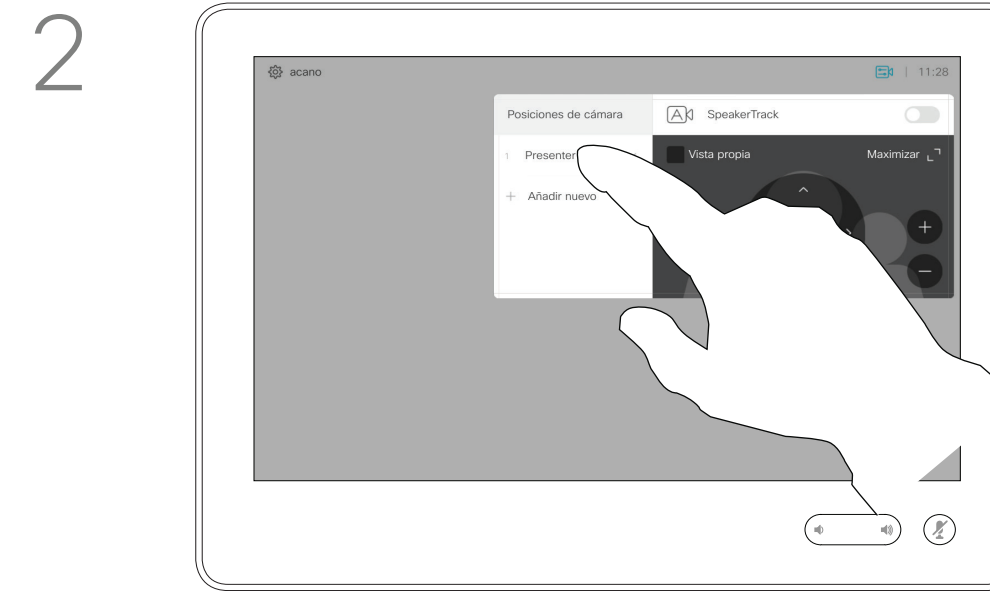 2
acano
11:28
Posiciones de cámara
SpeakerTrack
1 Presenter
Vista propia
Maximizar
+ Añadir nuevo